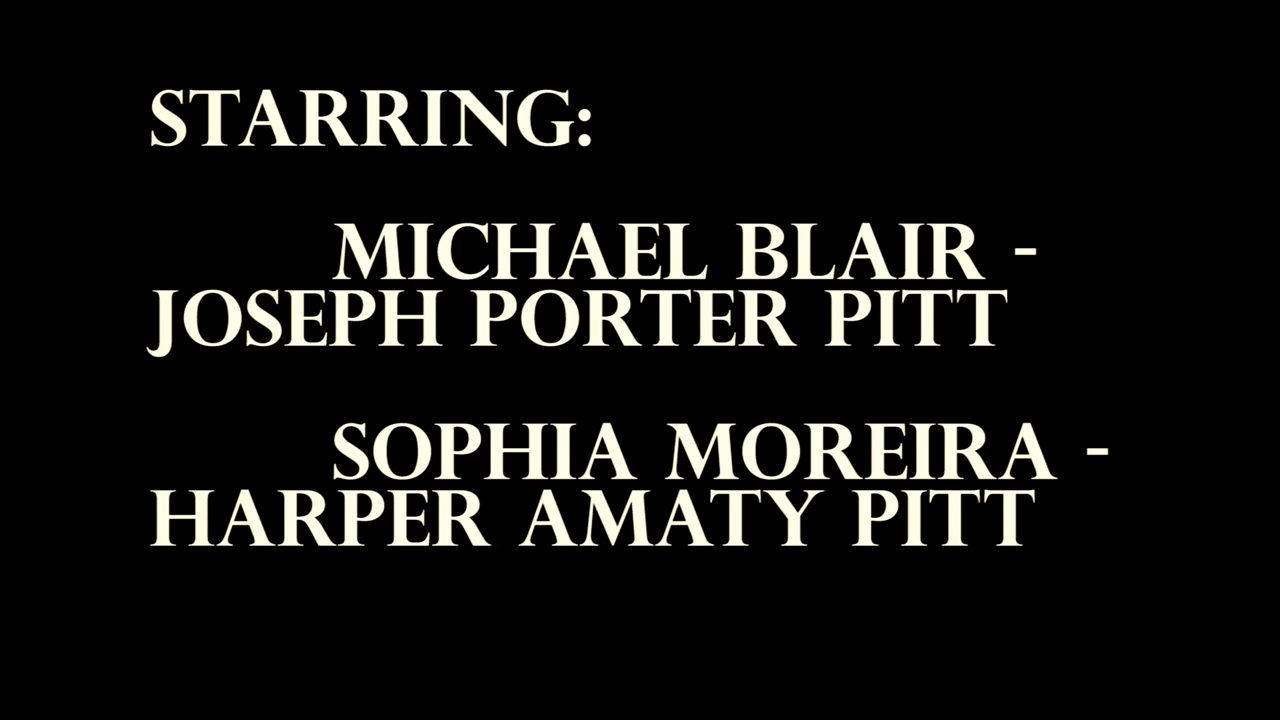 STARRING:
MICHAEL BLAIR -
JOSEPH PORTER PITT
SOPHIA MOREIRA -
HARPER AMATY PITT